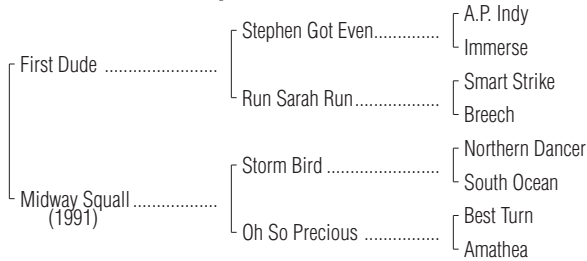 A.P. Indy
Stephen Got Even..............
Immerse
First Dude .......................
Smart Strike
Run Sarah Run..................
Breech
Northern Dancer
Storm Bird .......................
South Ocean
Midway Squall.................
(1991)
Best Turn
Oh So Precious ................
Amathea